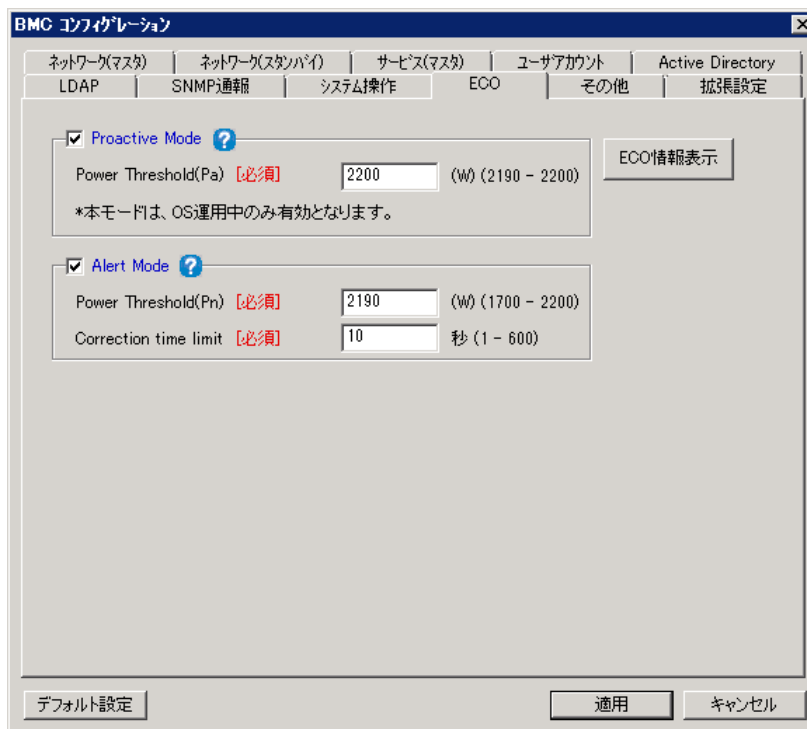 BMC コンフィグレーション
ネットワーク(マスタ) ネットワーク(スタンバイ) サービス(マスタ) ユーザアカウント Active Directory
LDAP SNMP通報 システム操作 ECO その他 拡張設定
Proactive Mode ?
ECO情報表示
Power Threshold(Pa) [必須] 2200 (W) (2190 - 2200)
*本モードは、OS運用中のみ有効となります。
Alert Mode ?
Power Threshold(Pn) [必須] 2190 (W) (1700 - 2200)
Correction time limit [必須] 10 秒 (1 - 600)
デフォルト設定 適用 キャンセル